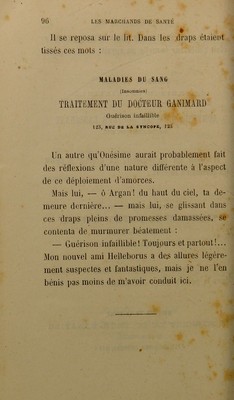 96 LES MARCHANDS DE SANTÉ
Il se reposa sur le lit. Dans les draps étaient
tissés ces mots :
MALADIES DU SANG
TRAITEMENT DU DOCTEUR GANIMARD
Guérison infaillible
123, RUE DE LA SYNCOPE, 123
Un autre qu'Onésime aurait probablement fait
des réflexions d'une nature différente à l'aspect
de ce déploiement d'amorces.
Mais lui, — ô Argan! du haut du ciel, ta de-
meure dernière... — mais lui, se glissant dans
ces draps pleins de promesses damassées, se
contenta de murmurer béatement :
— Guérison infaillible! Toujours et partout!...
Mon nouvel ami Helleborus a des allures légère-
ment suspectes et fantastiques, mais je ne l'en
bénis pas moins de m'avoir conduit ici.